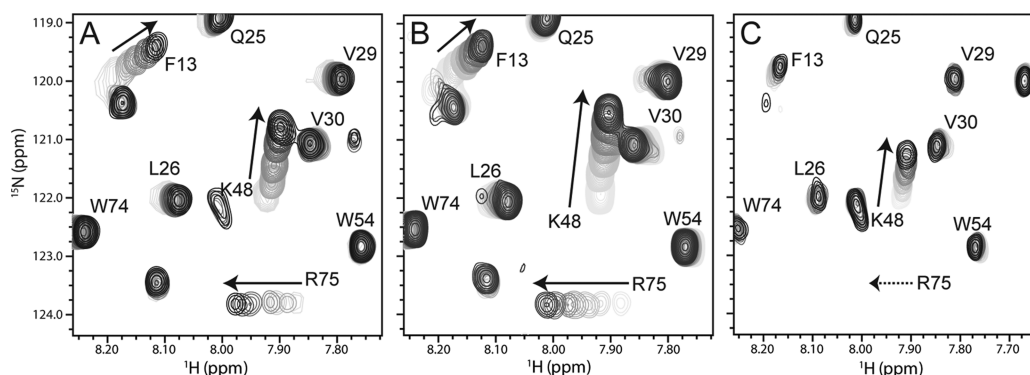 A
B
C
Q25
F13
V29
V30
K48
L26
W74
W54
R75
Q25
F13
V29
V30
K48
L26
W74
W54
R75
Q25
F13
V29
V30
K48
L26
W74
W54
R75
119.0
120.0
121.0
122.0
123.0
124.0
¹⁵N (ppm)
8.20 8.10 8.00 7.90 7.80
¹H (ppm)
8.20 8.10 8.00 7.90 7.80
¹H (ppm)
8.20 8.10 8.00 7.90 7.80 7.70
¹H (ppm)